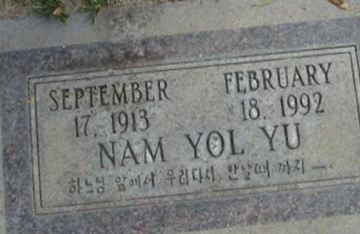 SEPTEMBER FEBRUARY
17, 1913 18, 1992
NAM YOL YU
하느님 앞에서 우리다시 만날때 까지 —.